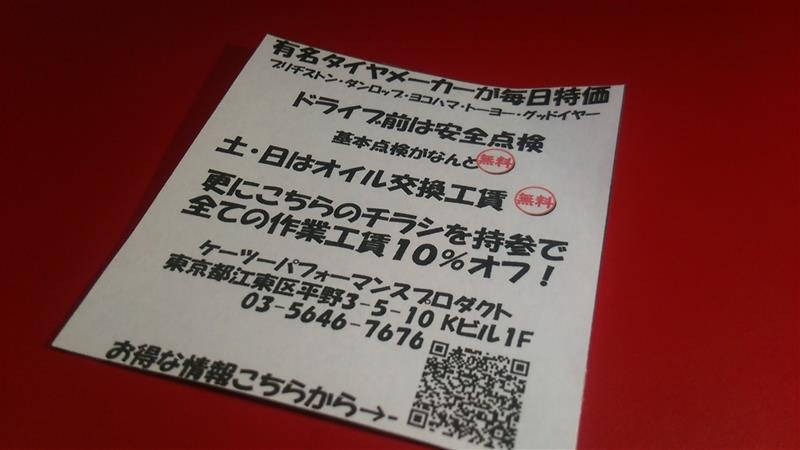 有名タイヤメーカーが毎日特価
ブリヂストン・ダンロップ・ヨコハマ・トーヨー・グッドイヤー
ドライブ前は安全点検
基本点検がなんと無料
土・日はオイル交換工賃 無料
更にこちらのチラシを持参で
全ての作業工賃10%オフ!
ケーツーパフォーマンスプロダクト
東京都江東区平野3-5-10 Kビル1F
03-5646-7676
お得な情報こちらから→-